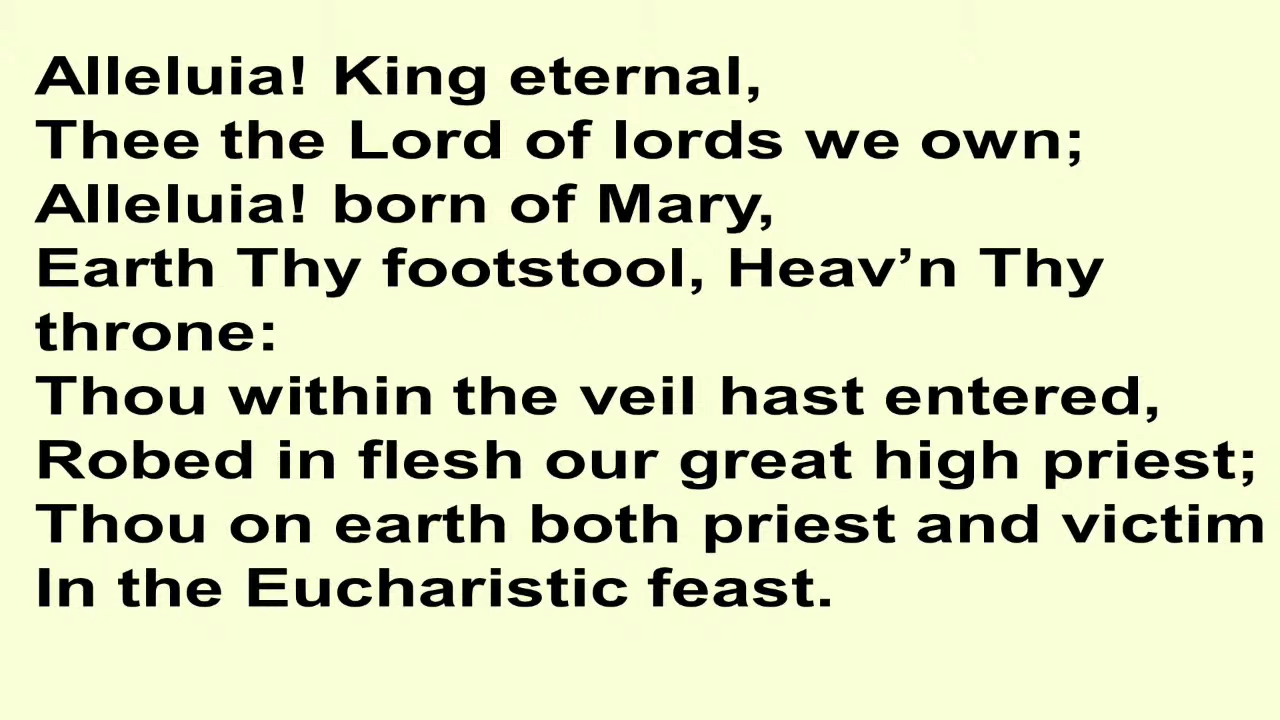 Alleluia! King eternal,
Thee the Lord of lords we own;
Alleluia! born of Mary,
Earth Thy footstool, Heav’n Thy
throne:
Thou within the veil hast entered,
Robed in flesh our great high priest;
Thou on earth both priest and victim
In the Eucharistic feast.